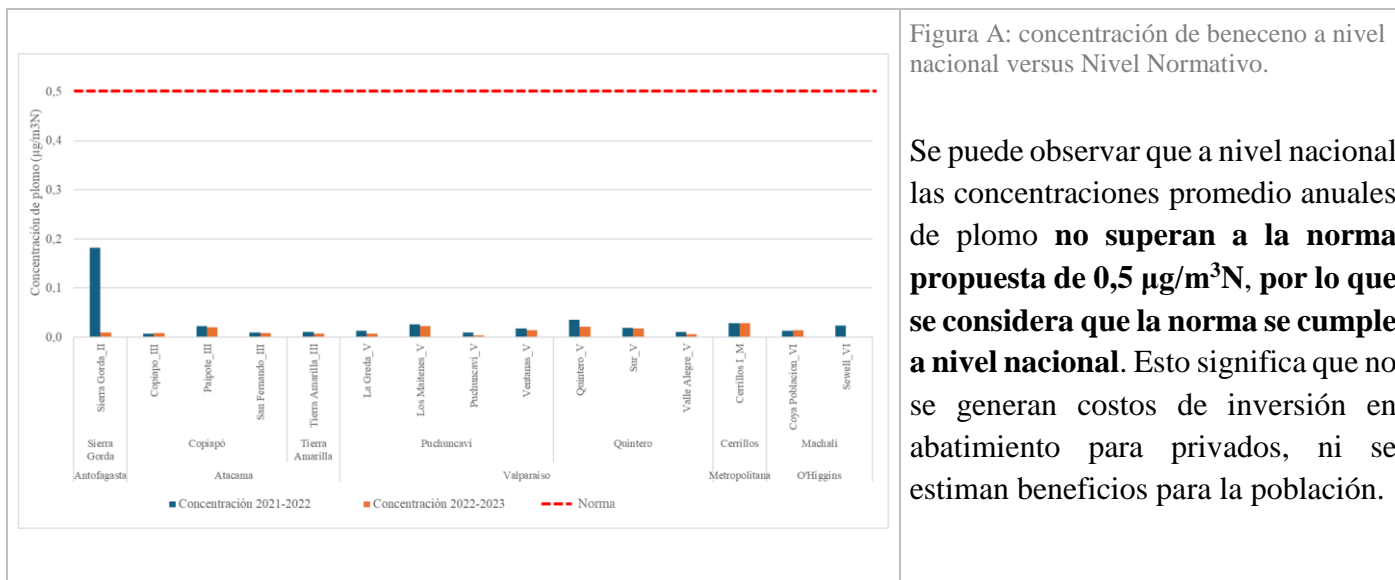 Figura A: concentración de beneceno a nivel
nacional versus Nivel Normativo.
Se puede observar que a nivel nacional
las concentraciones promedio anuales
de plomo no superan a la norma
propuesta de 0,5 µg/m³N, por lo que
se considera que la norma se cumple
a nivel nacional. Esto significa que no
se generan costos de inversión en
abatimiento para privados, ni se
estiman beneficios para la población.
Concentración de plomo (µg/m3N)
0,5
0,4
0,3
0,2
0,1
0,0
Sierra Gorda_II
Copiapo_III
Paipote_III
San Fernando_III
Tierra Amarilla_III
La Greda_V
Los Maitenes_V
Puchuncavi_V
Ventanas_V
Quintero_V
Sur_V
Valle Alegre_V
Cerrillos I_M
Coya Poblacion_VI
Sewell_VI
Sierra Gorda
Copiapó
Tierra Amarilla
Puchuncaví
Quintero
Cerrillos
Machalí
Antofagasta
Atacama
Valparaíso
Metropolitana
O'Higgins
Concentración 2021-2022
Concentración 2022-2023
Norma